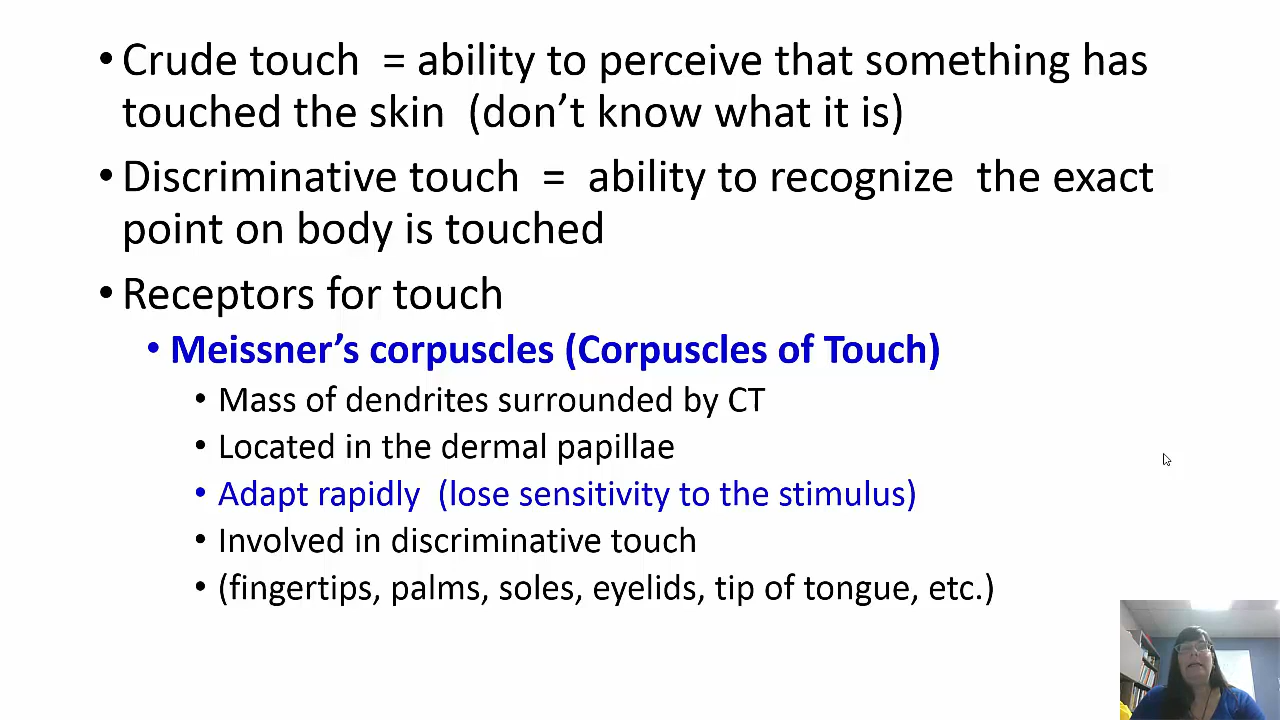 • Crude touch = ability to perceive that something has
touched the skin (don’t know what it is)
• Discriminative touch = ability to recognize the exact
point on body is touched
• Receptors for touch
• Meissner’s corpuscles (Corpuscles of Touch)
• Mass of dendrites surrounded by CT
• Located in the dermal papillae
• Adapt rapidly (lose sensitivity to the stimulus)
• Involved in discriminative touch
• (fingertips, palms, soles, eyelids, tip of tongue, etc.)